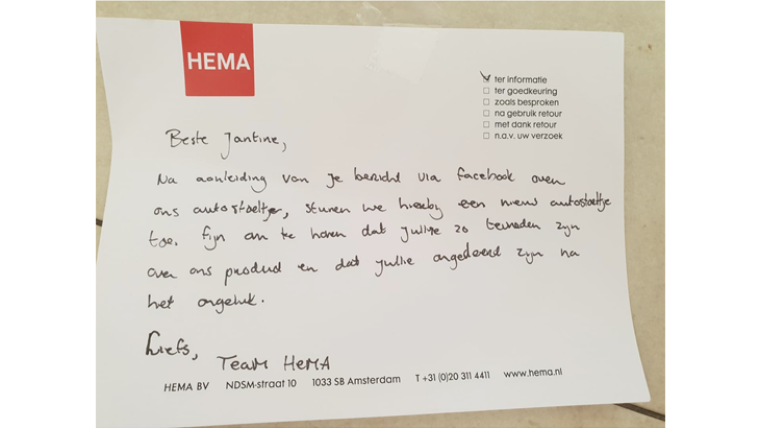 HEMA
ter informatie
ter goedkeuring
zoals besproken
na gebruik retour
met dank retour
n.a.v. uw verzoek
Beste Jantine,
Na aanleiding van je bericht via facebook over
ons autostoeltje, sturen we hierbij een nieuw autostoeltje
toe. fijn om te horen dat jullie zo tevreden zijn
over ons product en dat jullie ongedeerd zijn na
het ongeluk.
Liefs,
TEAM HEMA
HEMA BV NDSM-straat 10 1033 SB Amsterdam T +31 (0)20 311 4411 www.hema.nl